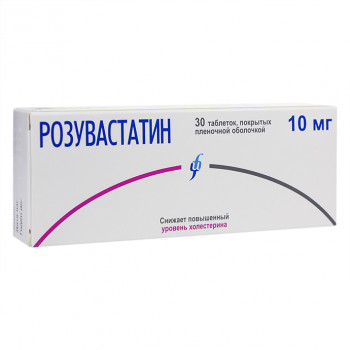 РОЗУВАСТАТИН
30 таблеток, покрытых
пленочной оболочкой
10 мг
Снижает повышенный
уровень холестерина